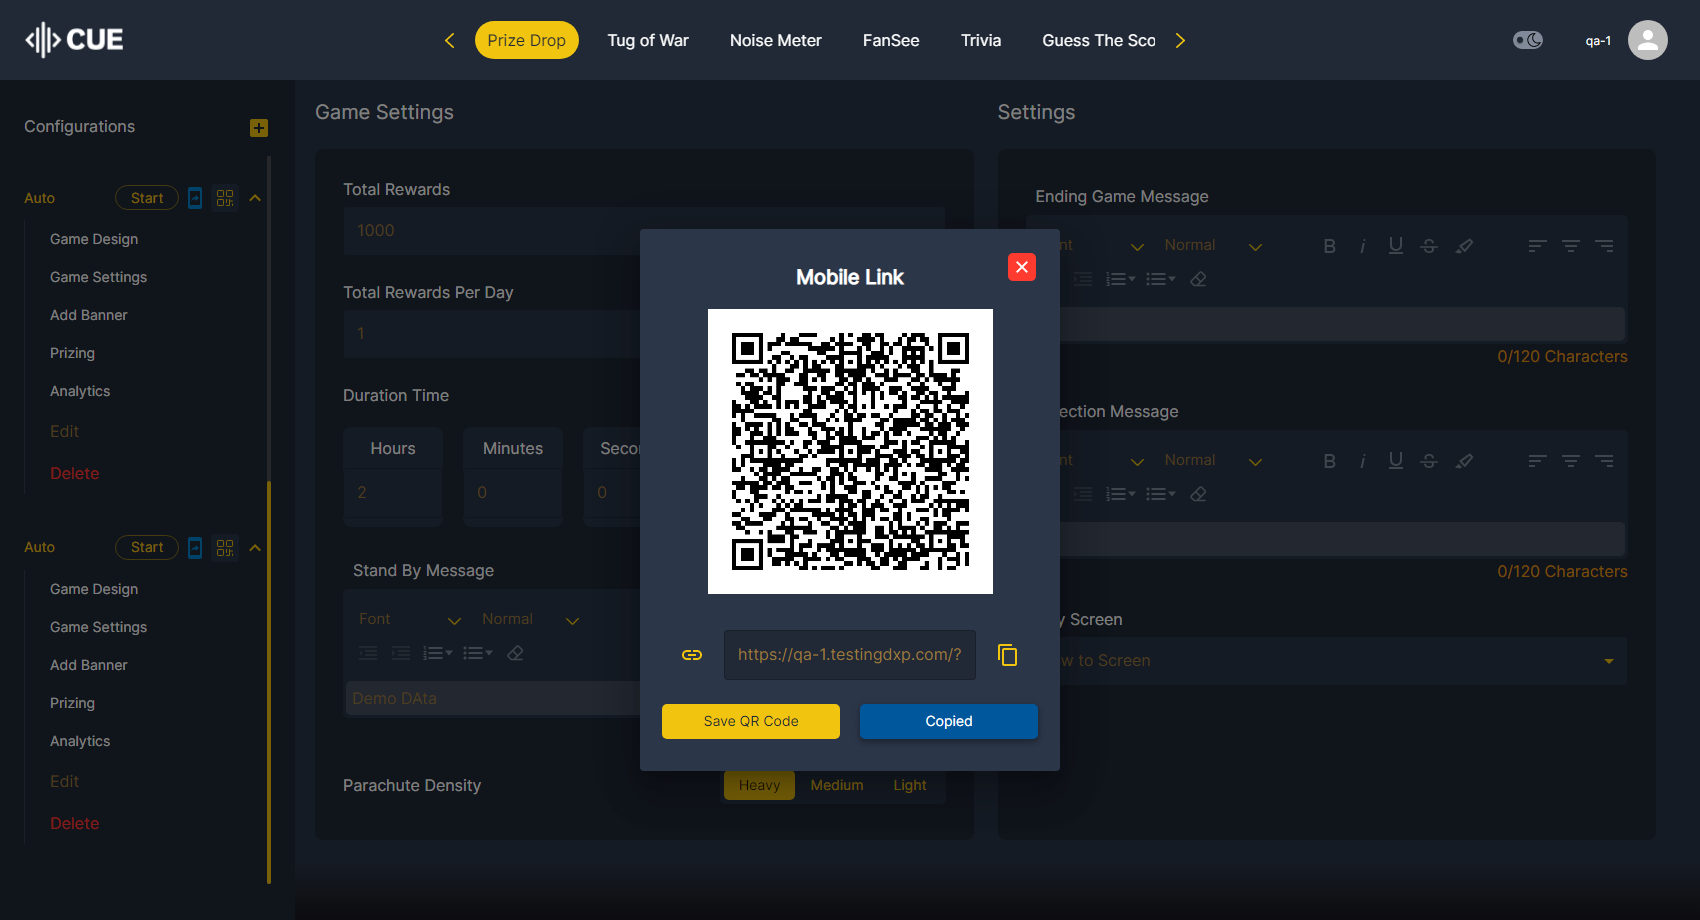 CUE
Prize Drop
Tug of War
Noise Meter
FanSee
Trivia
Guess The Sco
qa-1
Configurations
Auto
Start
Game Design
Game Settings
Add Banner
Prizing
Analytics
Edit
Delete
Auto
Start
Game Design
Game Settings
Add Banner
Prizing
Analytics
Edit
Delete
Game Settings
Total Rewards
1000
Total Rewards Per Day
1
Duration Time
Hours
Minutes
Secon
2
0
0
Stand By Message
Font
Normal
Demo DAta
Parachute Density
Heavy
Medium
Light
Mobile Link
https://qa-1.testingdxp.com/?
Save QR Code
Copied
Settings
Ending Game Message
nt
Normal
0/120 Characters
ection Message
nt
Normal
0/120 Characters
y Screen
w to Screen